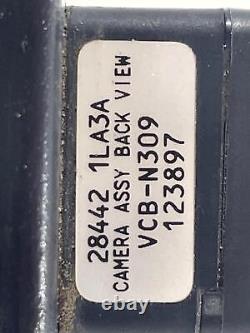 28442 1LA3A
CAMERA ASSY BACK VIEW
VCB-N309
123897